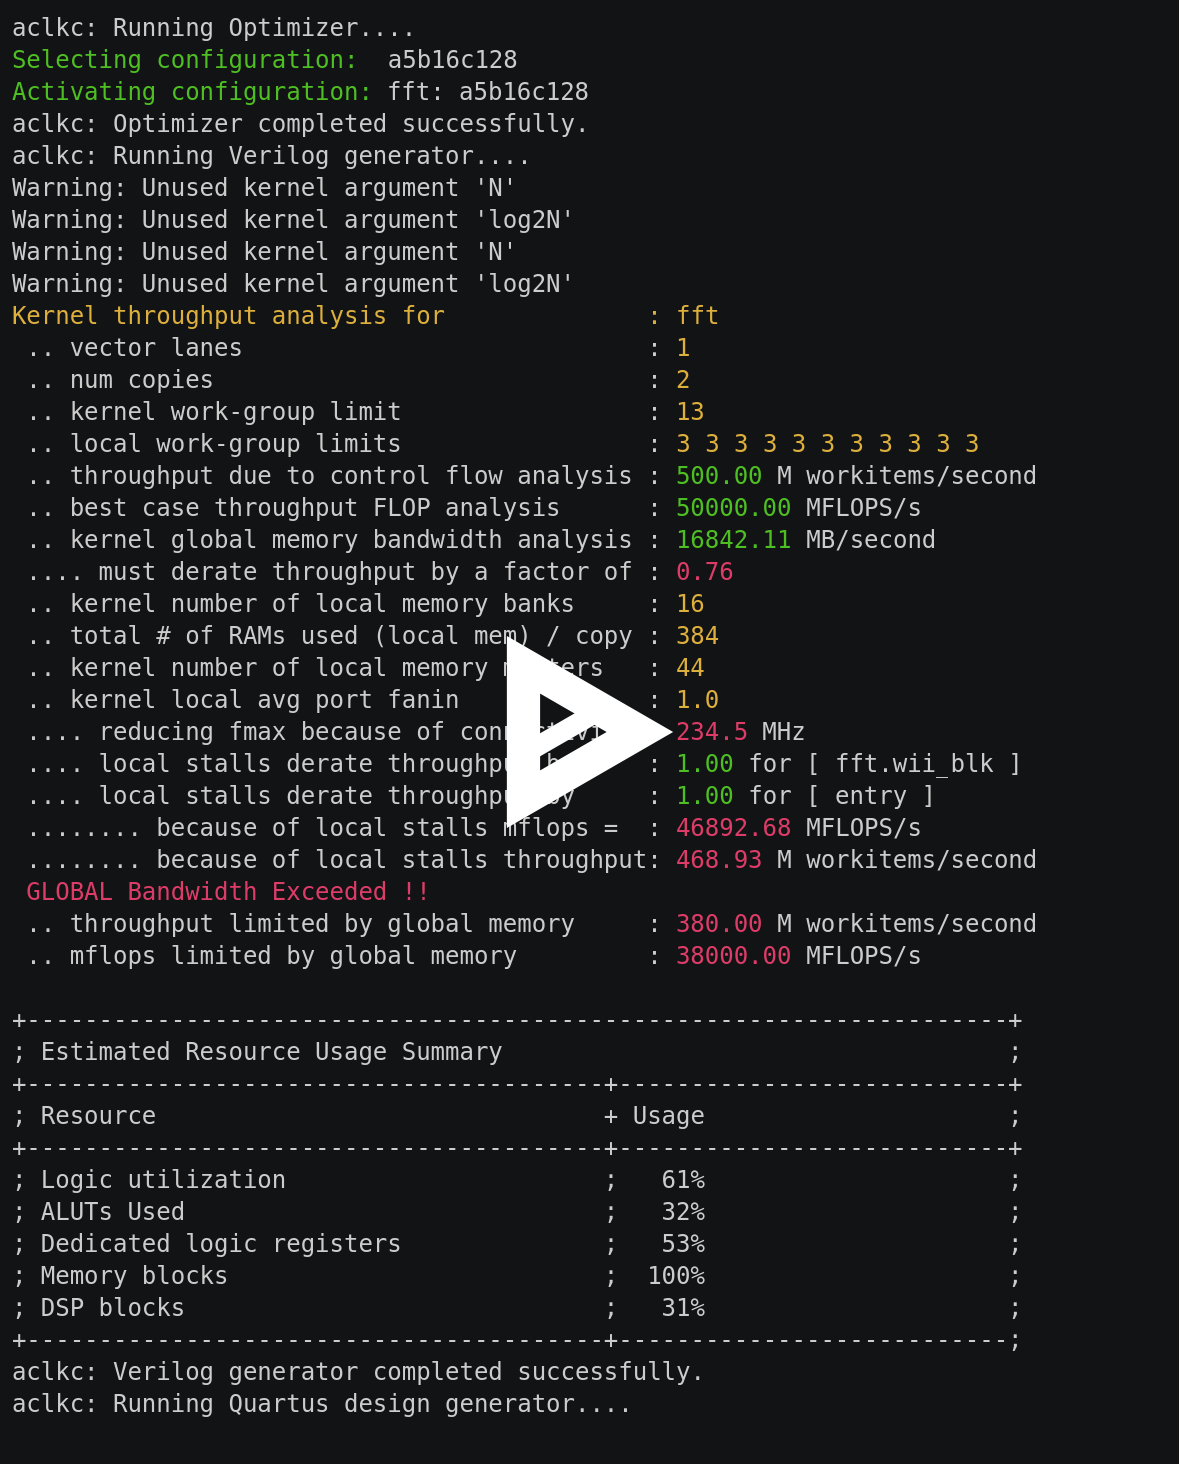 aclkc: Running Optimizer....
Selecting configuration:  a5b16c128
Activating configuration: fft: a5b16c128
aclkc: Optimizer completed successfully.
aclkc: Running Verilog generator....
Warning: Unused kernel argument 'N'
Warning: Unused kernel argument 'log2N'
Warning: Unused kernel argument 'N'
Warning: Unused kernel argument 'log2N'
Kernel throughput analysis for              : fft
 .. vector lanes                            : 1
 .. num copies                              : 2
 .. kernel work-group limit                 : 13
 .. local work-group limits                 : 3 3 3 3 3 3 3 3 3 3 3
 .. throughput due to control flow analysis : 500.00 M workitems/second
 .. best case throughput FLOP analysis      : 50000.00 MFLOPS/s
 .. kernel global memory bandwidth analysis : 16842.11 MB/second
 .... must derate throughput by a factor of : 0.76
 .. kernel number of local memory banks     : 16
 .. total # of RAMs used (local mem) / copy : 384
 .. kernel number of local memory           : 44
 .. kernel local avg port fanin             : 1.0
 .... reducing fmax because of              234.5 MHz
 .... local stalls derate throughput        : 1.00 for [ fft.wii_blk ]
 .... local stalls derate throughput by     : 1.00 for [ entry ]
 ........ because of local stalls mflops =  : 46892.68 MFLOPS/s
 ........ because of local stalls throughput: 468.93 M workitems/second
 GLOBAL Bandwidth Exceeded !!
 .. throughput limited by global memory     : 380.00 M workitems/second
 .. mflops limited by global memory         : 38000.00 MFLOPS/s
+--------------------------------------------------------------------+
; Estimated Resource Usage Summary                                   ;
+----------------------------------------+---------------------------+
; Resource                               + Usage                     ;
+----------------------------------------+---------------------------+
; Logic utilization                      ;   61%                     ;
; ALUTs Used                             ;   32%                     ;
; Dedicated logic registers              ;   53%                     ;
; Memory blocks                          ;  100%                     ;
; DSP blocks                             ;   31%                     ;
+----------------------------------------+---------------------------;
aclkc: Verilog generator completed successfully.
aclkc: Running Quartus design generator....